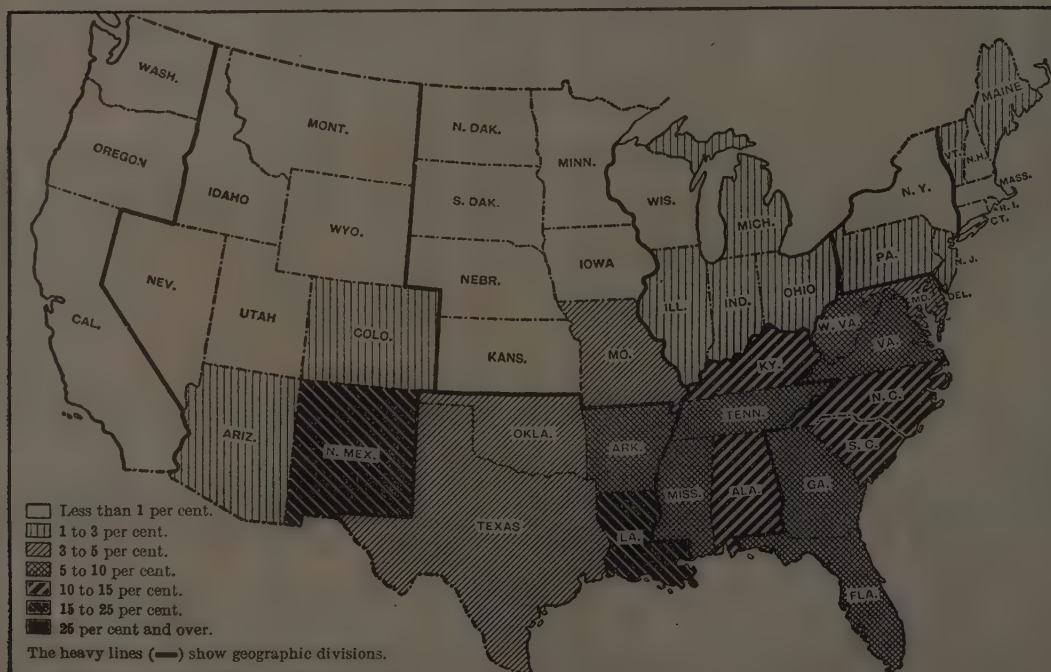 WASH.
MONT.
N. DAK.
MINN.
MAINE
OREGON
IDAHO
S. DAK.
WIS.
MICH.
VT.
N.H.
N. Y.
MASS.
R. I.
CT.
WYO.
NEBR.
IOWA
PA.
N. J.
NEV.
UTAH
COLO.
KANS.
MO.
ILL.
IND.
OHIO
W. VA.
MD.
DEL.
VA.
CAL.
KY.
N. C.
TENN.
S. C.
ARIZ.
N. MEX.
OKLA.
ARK.
TEXAS
LA.
MISS.
ALA.
GA.
FLA.
Less than 1 per cent.
1 to 3 per cent.
3 to 5 per cent.
5 to 10 per cent.
10 to 15 per cent.
15 to 25 per cent.
25 per cent and over.
The heavy lines (━) show geographic divisions.